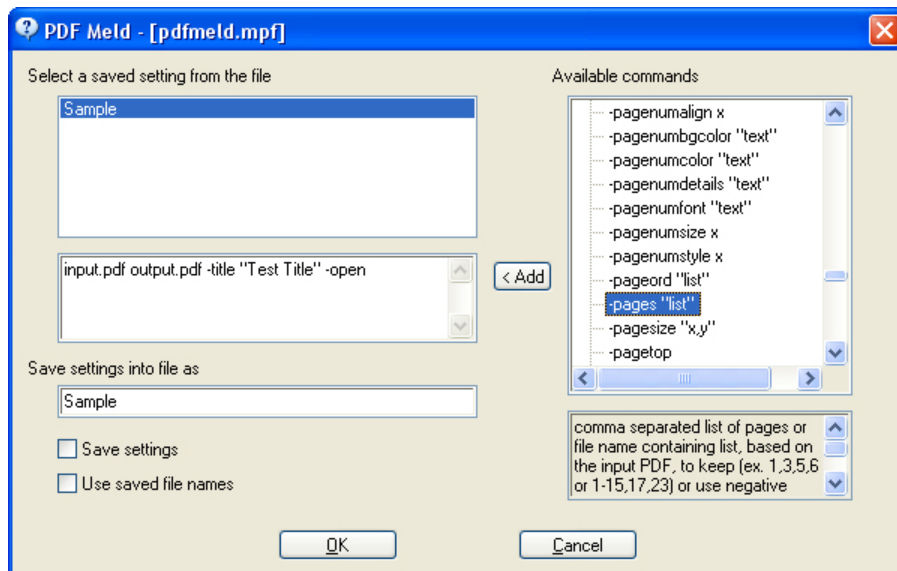 PDF Meld - [pdfmeld.mpf]
Select a saved setting from the file
Sample
input.pdf output.pdf -title "Test Title" -open
Save settings into file as
Sample
Save settings
Use saved file names
< Add
Available commands
-pagenumalign x
-pagenumbgcolor "text"
-pagenumcolor "text"
-pagenumdetails "text"
-pagenumfont "text"
-pagenumsize x
-pagenumstyle x
-pageord "list"
-pages "list"
-pagesize "x,y"
-pagetop
comma separated list of pages or
file name containing list, based on
the input PDF, to keep (ex. 1,3,5,6
or 1-15,17,23) or use negative
OK
Cancel